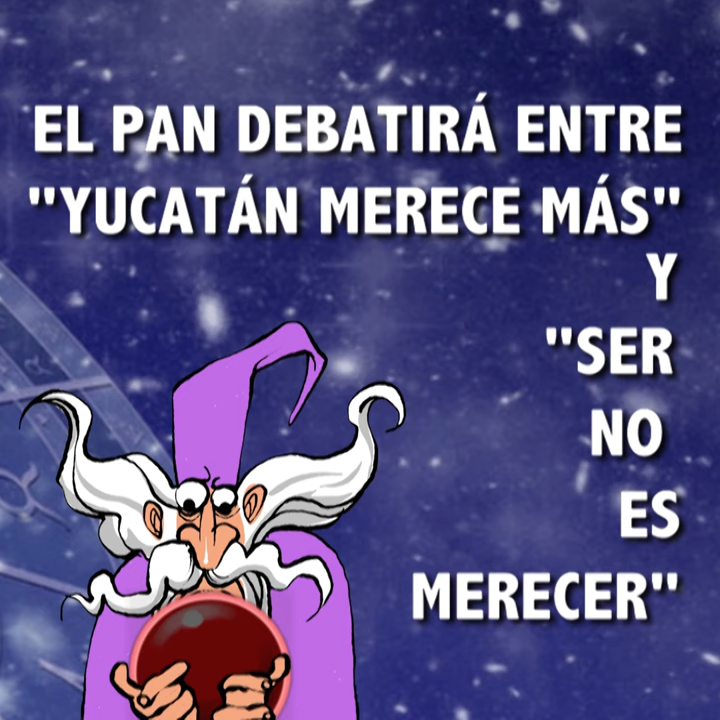 EL PAN DEBATIRÁ ENTRE
"YUCATÁN MERECE MÁS"
Y
"SER
NO
ES
MERECER"